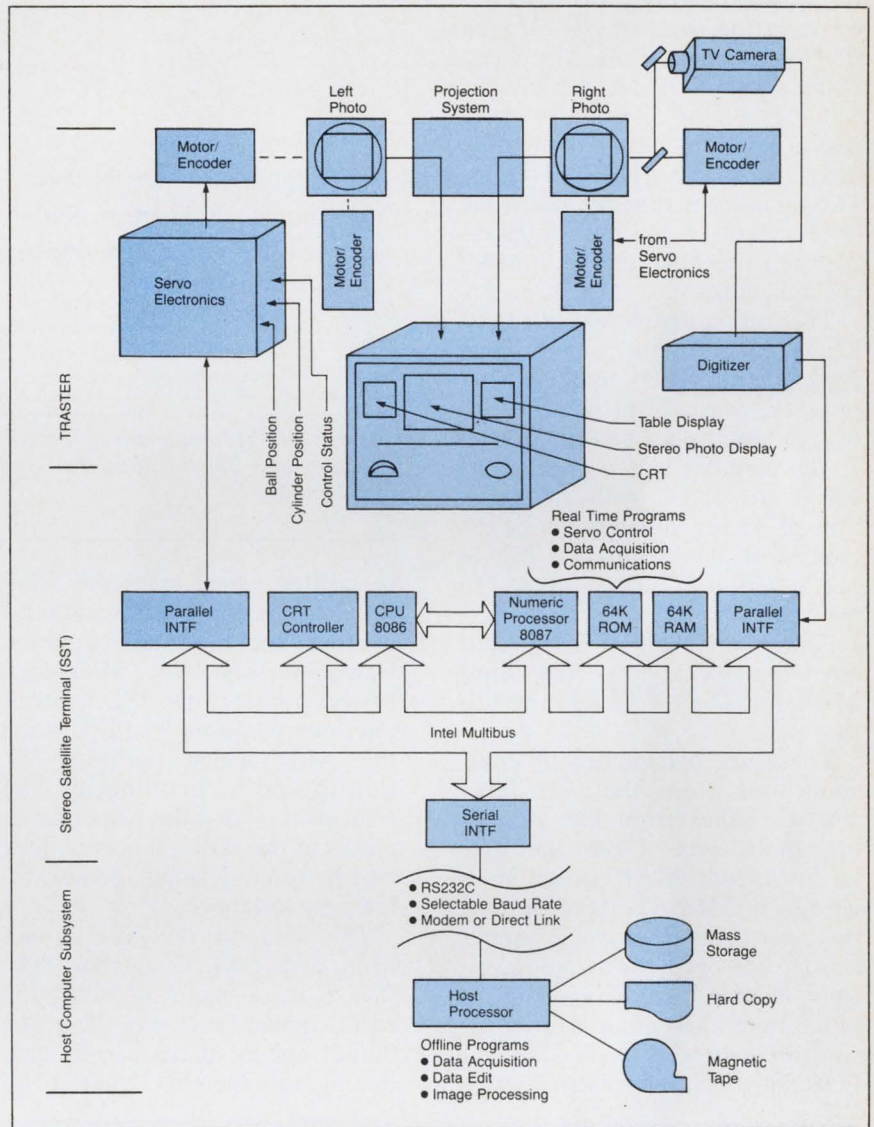 TV Camera
Left
Photo
Projection
System
Right
Photo
Motor/
Encoder
Motor/
Encoder
Motor/
Encoder
Motor/
Encoder
from
Servo
Electronics
Servo
Electronics
Digitizer
TRASTER
Ball Position
Cylinder Position
Control Status
Table Display
Stereo Photo Display
CRT
Real Time Programs
● Servo Control
● Data Acquisition
● Communications
Parallel
INTF
CRT
Controller
CPU
8086
Numeric
Processor
8087
64K
ROM
64K
RAM
Parallel
INTF
Intel Multibus
Stereo Satellite Terminal (SST)
Serial
INTF
● RS232C
● Selectable Baud Rate
● Modem or Direct Link
Host Computer Subsystem
Host
Processor
Mass
Storage
Hard Copy
Magnetic
Tape
Offline Programs
● Data Acquisition
● Data Edit
● Image Processing